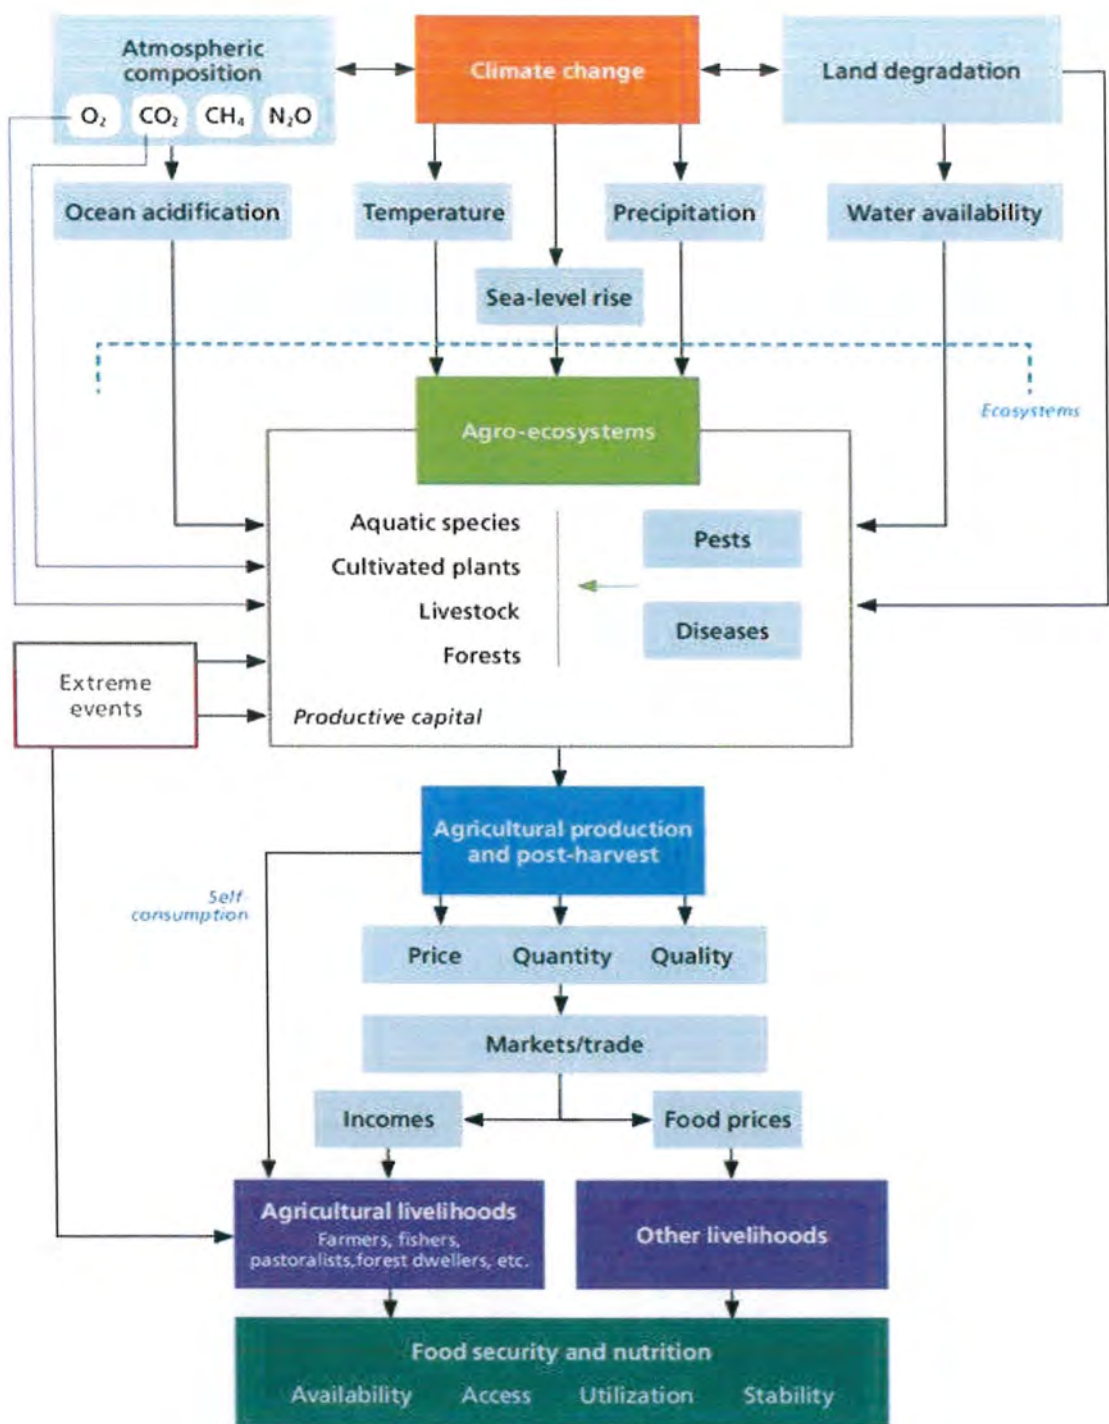 Atmospheric
composition
O₂ CO₂ CH₄ N₂O
Climate change
Land degradation
Ocean acidification
Temperature
Precipitation
Water availability
Sea-level rise
Ecosystems
Agro-ecosystems
Aquatic species
Cultivated plants
Livestock
Forests
Pests
Diseases
Productive capital
Extreme
events
Agricultural production
and post-harvest
Self-
consumption
Price Quantity Quality
Markets/trade
Incomes
Food prices
Agricultural livelihoods
Farmers, fishers,
pastoralists,forest dwellers, etc.
Other livelihoods
Food security and nutrition
Availability Access Utilization Stability